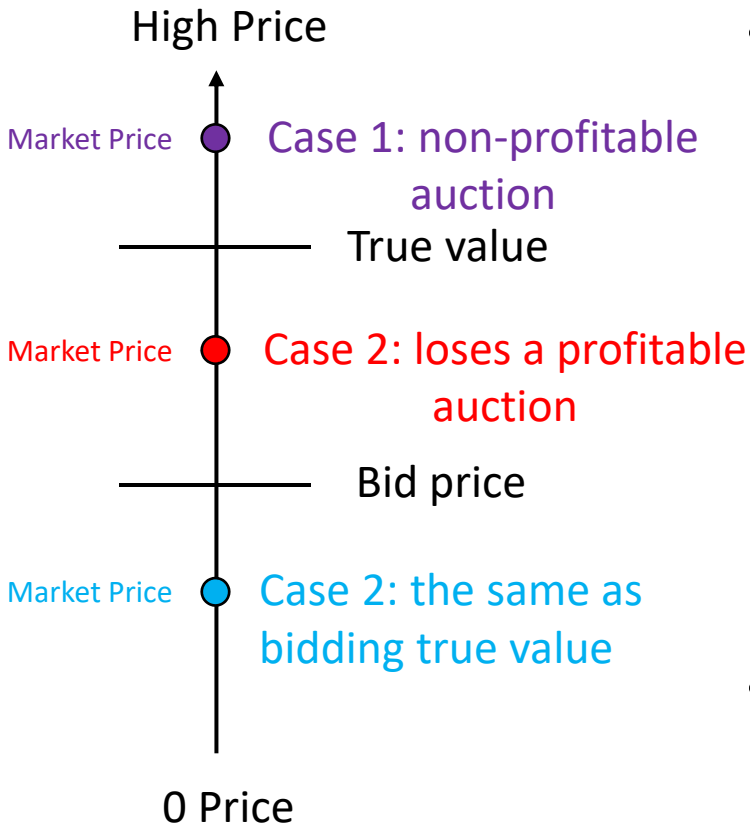 High Price
Market Price
Case 1: non-profitable
auction
True value
Market Price
Case 2: loses a profitable
auction
Bid price
Market Price
Case 2: the same as
bidding true value
0 Price